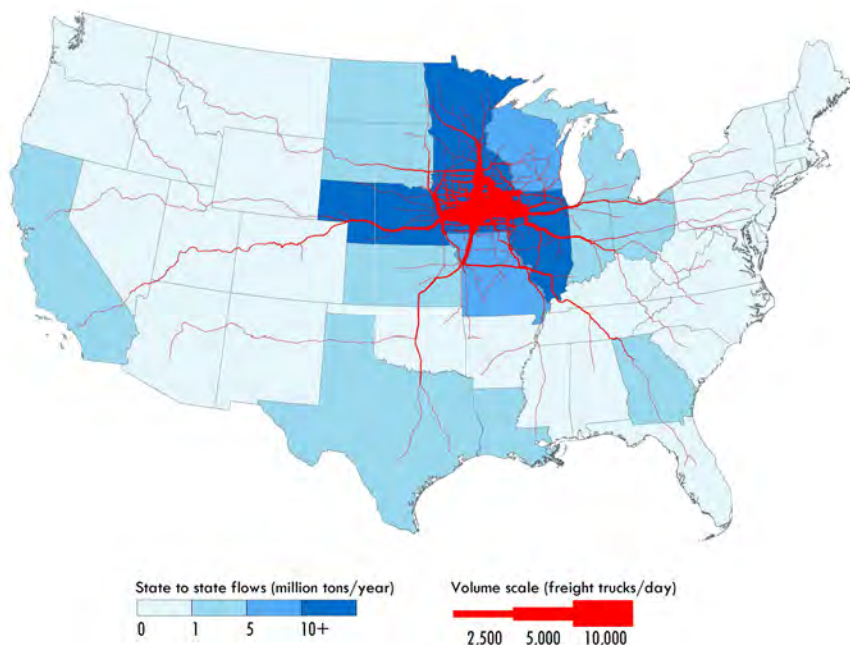 State to state flows (million tons/year)
0 1 5 10+
Volume scale (freight trucks/day)
2,500 5,000 10,000